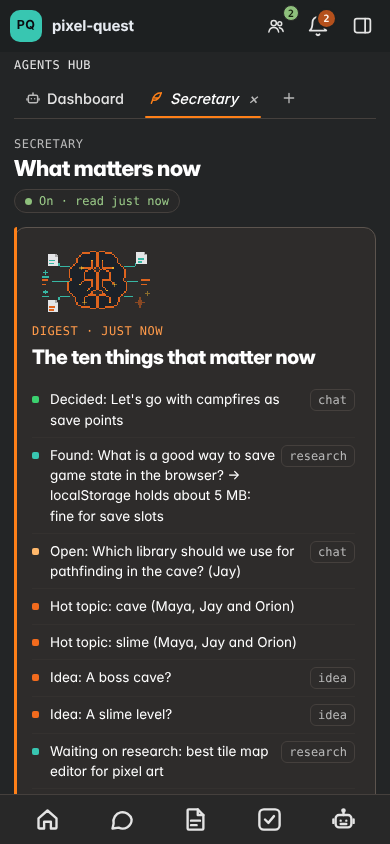 PQ pixel-quest 2 2
AGENTS HUB
Dashboard Secretary × +
SECRETARY
What matters now
On · read just now
DIGEST · JUST NOW
The ten things that matter now
Decided: Let's go with campfires as chat
save points
Found: What is a good way to save research
game state in the browser? →
localStorage holds about 5 MB:
fine for save slots
Open: Which library should we use for chat
pathfinding in the cave? (Jay)
Hot topic: cave (Maya, Jay and Orion)
Hot topic: slime (Maya, Jay and Orion)
Idea: A boss cave? idea
Idea: A slime level? idea
Waiting on research: best tile map research
editor for pixel art